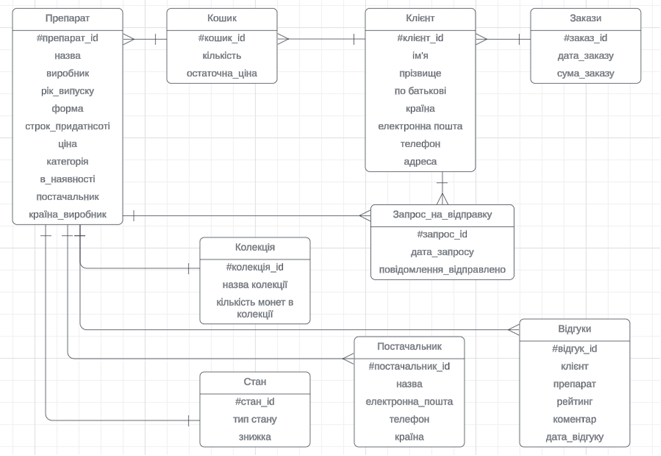 Препарат
#препарат_id
назва
виробник
рік_випуску
форма
строк_придатнсоті
ціна
категорія
в_наявності
постачальник
країна_виробник
Кошик
#кошик_id
кількість
остаточна_ціна
Клієнт
#клієнт_id
ім'я
прізвище
по батькові
країна
електронна пошта
телефон
адреса
Закази
#заказ_id
дата_заказу
сума_заказу
Запрос_на_відправку
#запрос_id
дата_запросу
повідомлення_відправлено
Колекція
#колекція_id
назва колекції
кількість монет в
колекції
Стан
#стан_id
тип стану
знижка
Постачальник
#постачальник_id
назва
електронна_пошта
телефон
країна
Відгуки
#відгук_id
клієнт
препарат
рейтинг
коментар
дата_відгуку